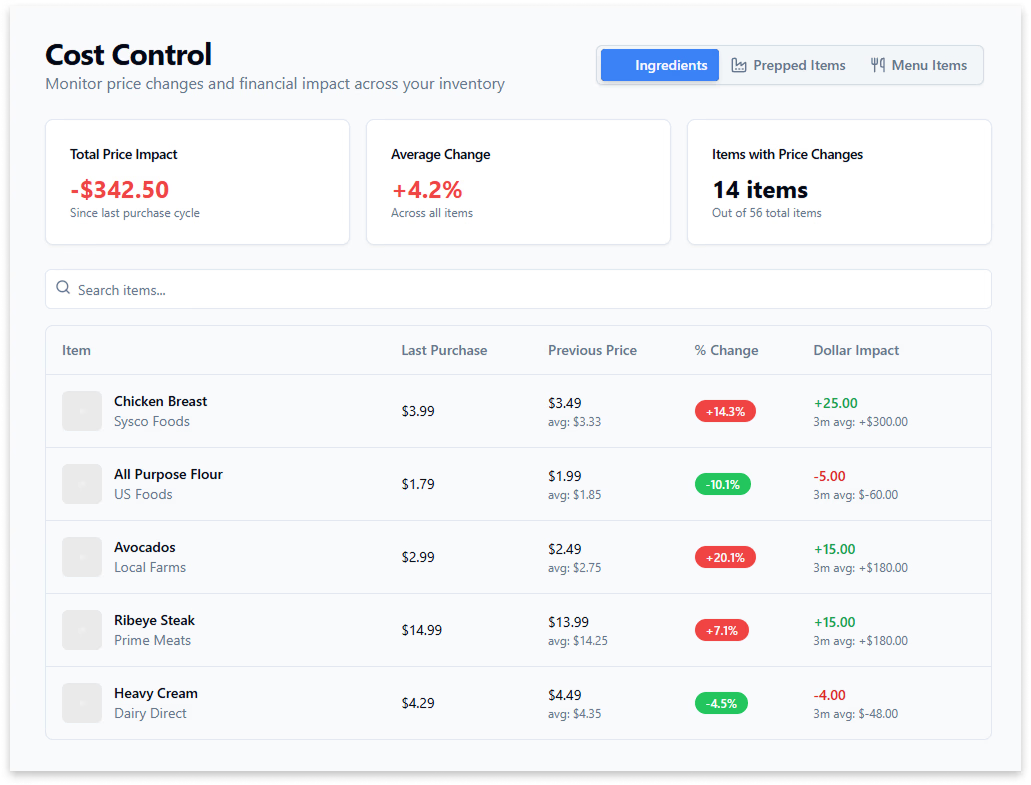 Cost Control
Monitor price changes and financial impact across your inventory
Ingredients Prepped Items Menu Items
Total Price Impact
-$342.50
Since last purchase cycle
Average Change
+4.2%
Across all items
Items with Price Changes
14 items
Out of 56 total items
Search items...
Item Last Purchase Previous Price % Change Dollar Impact
Chicken Breast
Sysco Foods
$3.99
$3.49
avg: $3.33
+14.3%
+25.00
3m avg: +$300.00
All Purpose Flour
US Foods
$1.79
$1.99
avg: $1.85
-10.1%
-5.00
3m avg: $-60.00
Avocados
Local Farms
$2.99
$2.49
avg: $2.75
+20.1%
+15.00
3m avg: +$180.00
Ribeye Steak
Prime Meats
$14.99
$13.99
avg: $14.25
+7.1%
+15.00
3m avg: +$180.00
Heavy Cream
Dairy Direct
$4.29
$4.49
avg: $4.35
-4.5%
-4.00
3m avg: $-48.00